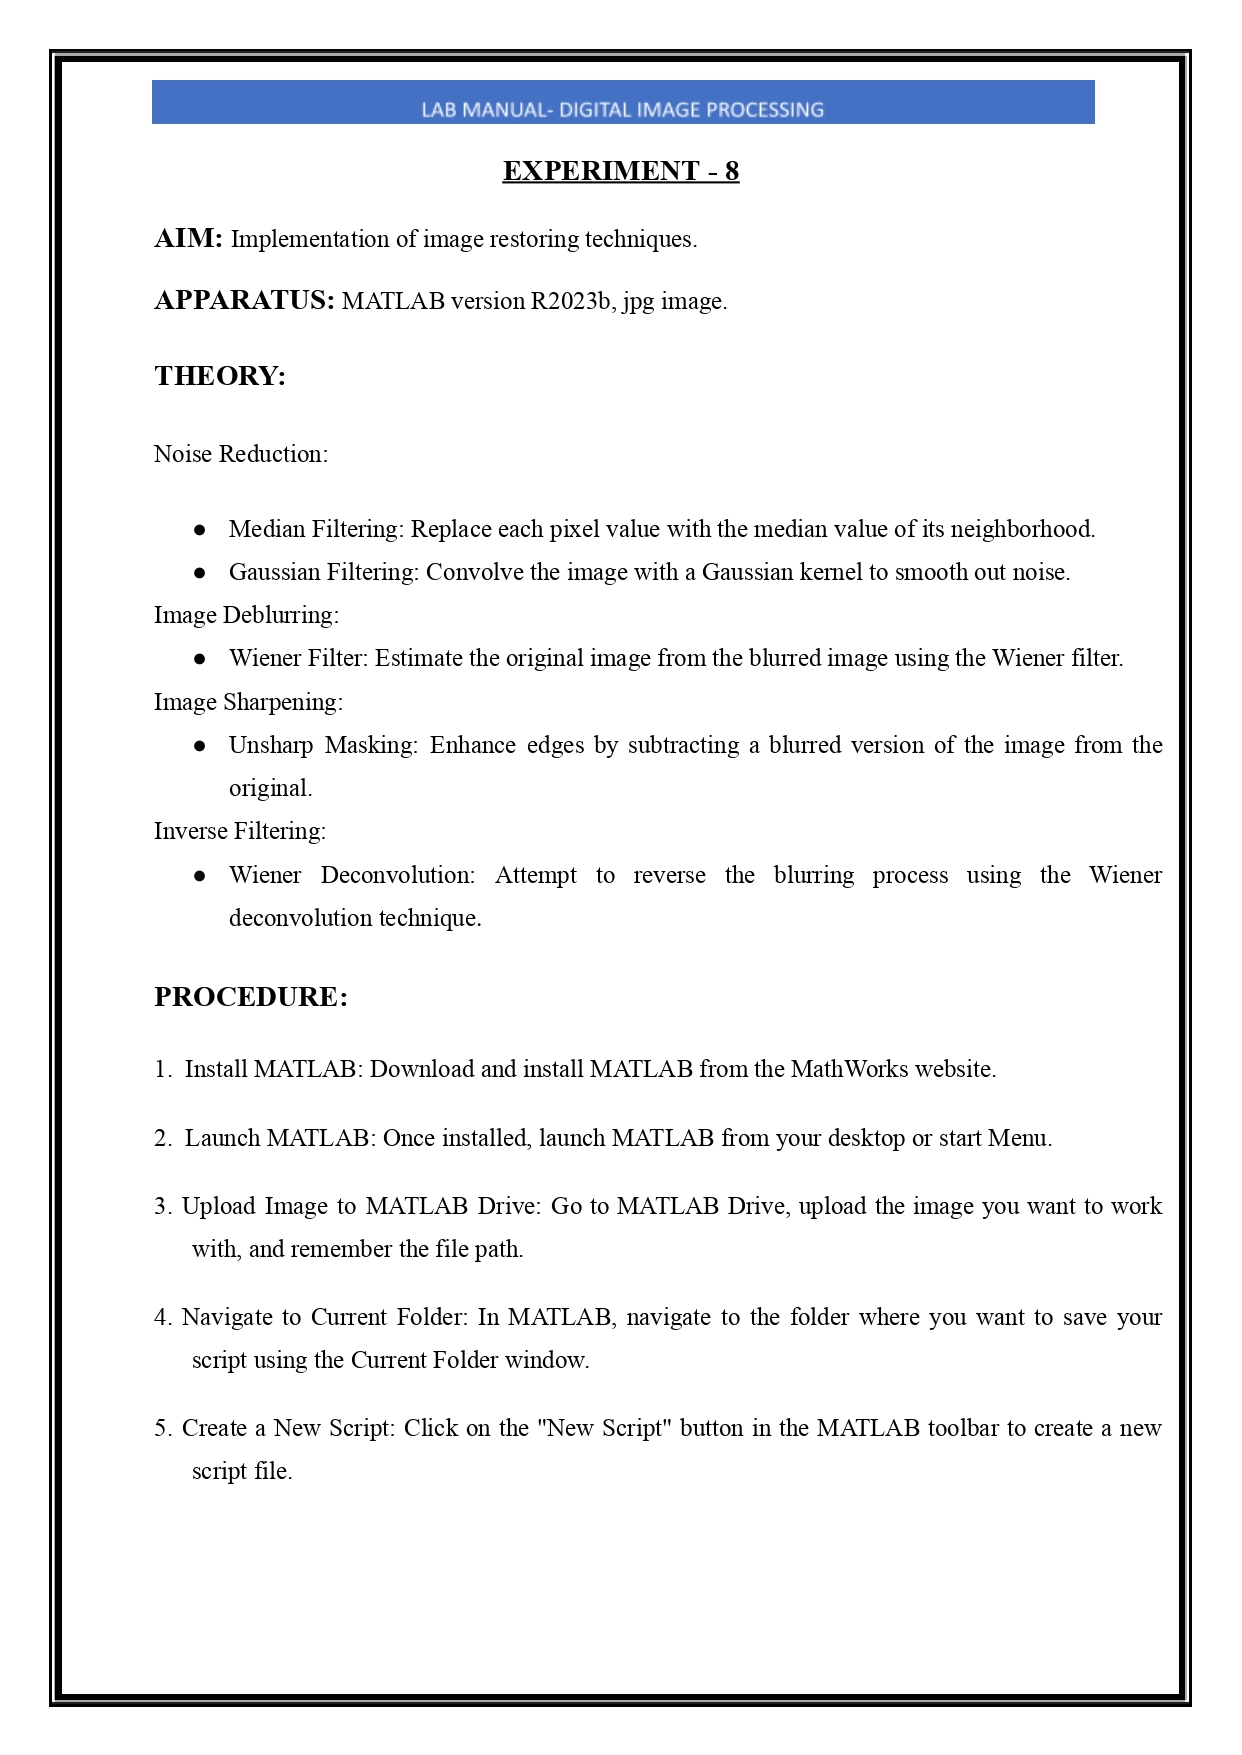 LAB MANUAL- DIGITAL IMAGE PROCESSING
EXPERIMENT - 8
AIM: Implementation of image restoring techniques.
APPARATUS: MATLAB version R2023b, jpg image.
THEORY:
Noise Reduction:
● Median Filtering: Replace each pixel value with the median value of its neighborhood.
● Gaussian Filtering: Convolve the image with a Gaussian kernel to smooth out noise.
Image Deblurring:
● Wiener Filter: Estimate the original image from the blurred image using the Wiener filter.
Image Sharpening:
● Unsharp Masking: Enhance edges by subtracting a blurred version of the image from the
original.
Inverse Filtering:
● Wiener Deconvolution: Attempt to reverse the blurring process using the Wiener
deconvolution technique.
PROCEDURE:
1. Install MATLAB: Download and install MATLAB from the MathWorks website.
2. Launch MATLAB: Once installed, launch MATLAB from your desktop or start Menu.
3. Upload Image to MATLAB Drive: Go to MATLAB Drive, upload the image you want to work
with, and remember the file path.
4. Navigate to Current Folder: In MATLAB, navigate to the folder where you want to save your
script using the Current Folder window.
5. Create a New Script: Click on the "New Script" button in the MATLAB toolbar to create a new
script file.